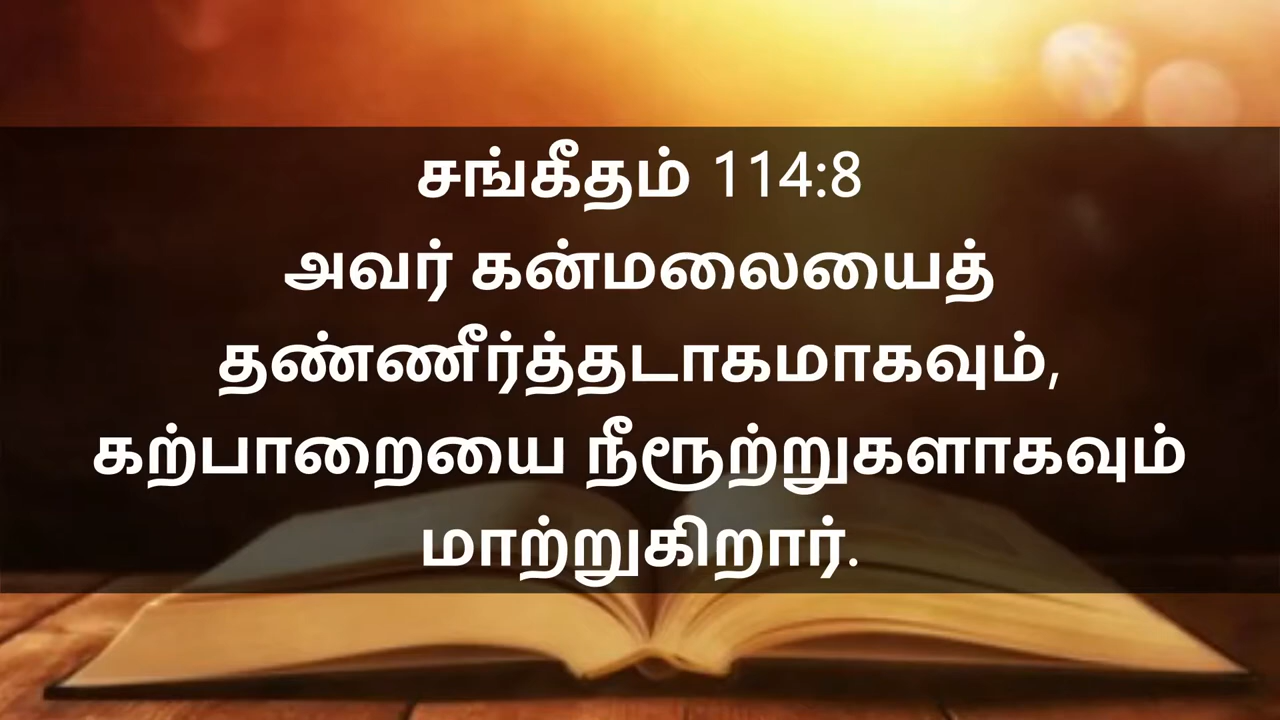 சங்கீதம் 114:8
அவர் கன்மலையைத்
தண்ணீர்த்தடாகமாகவும்,
கற்பாறையை நீரூற்றுகளாகவும்
மாற்றுகிறார்.